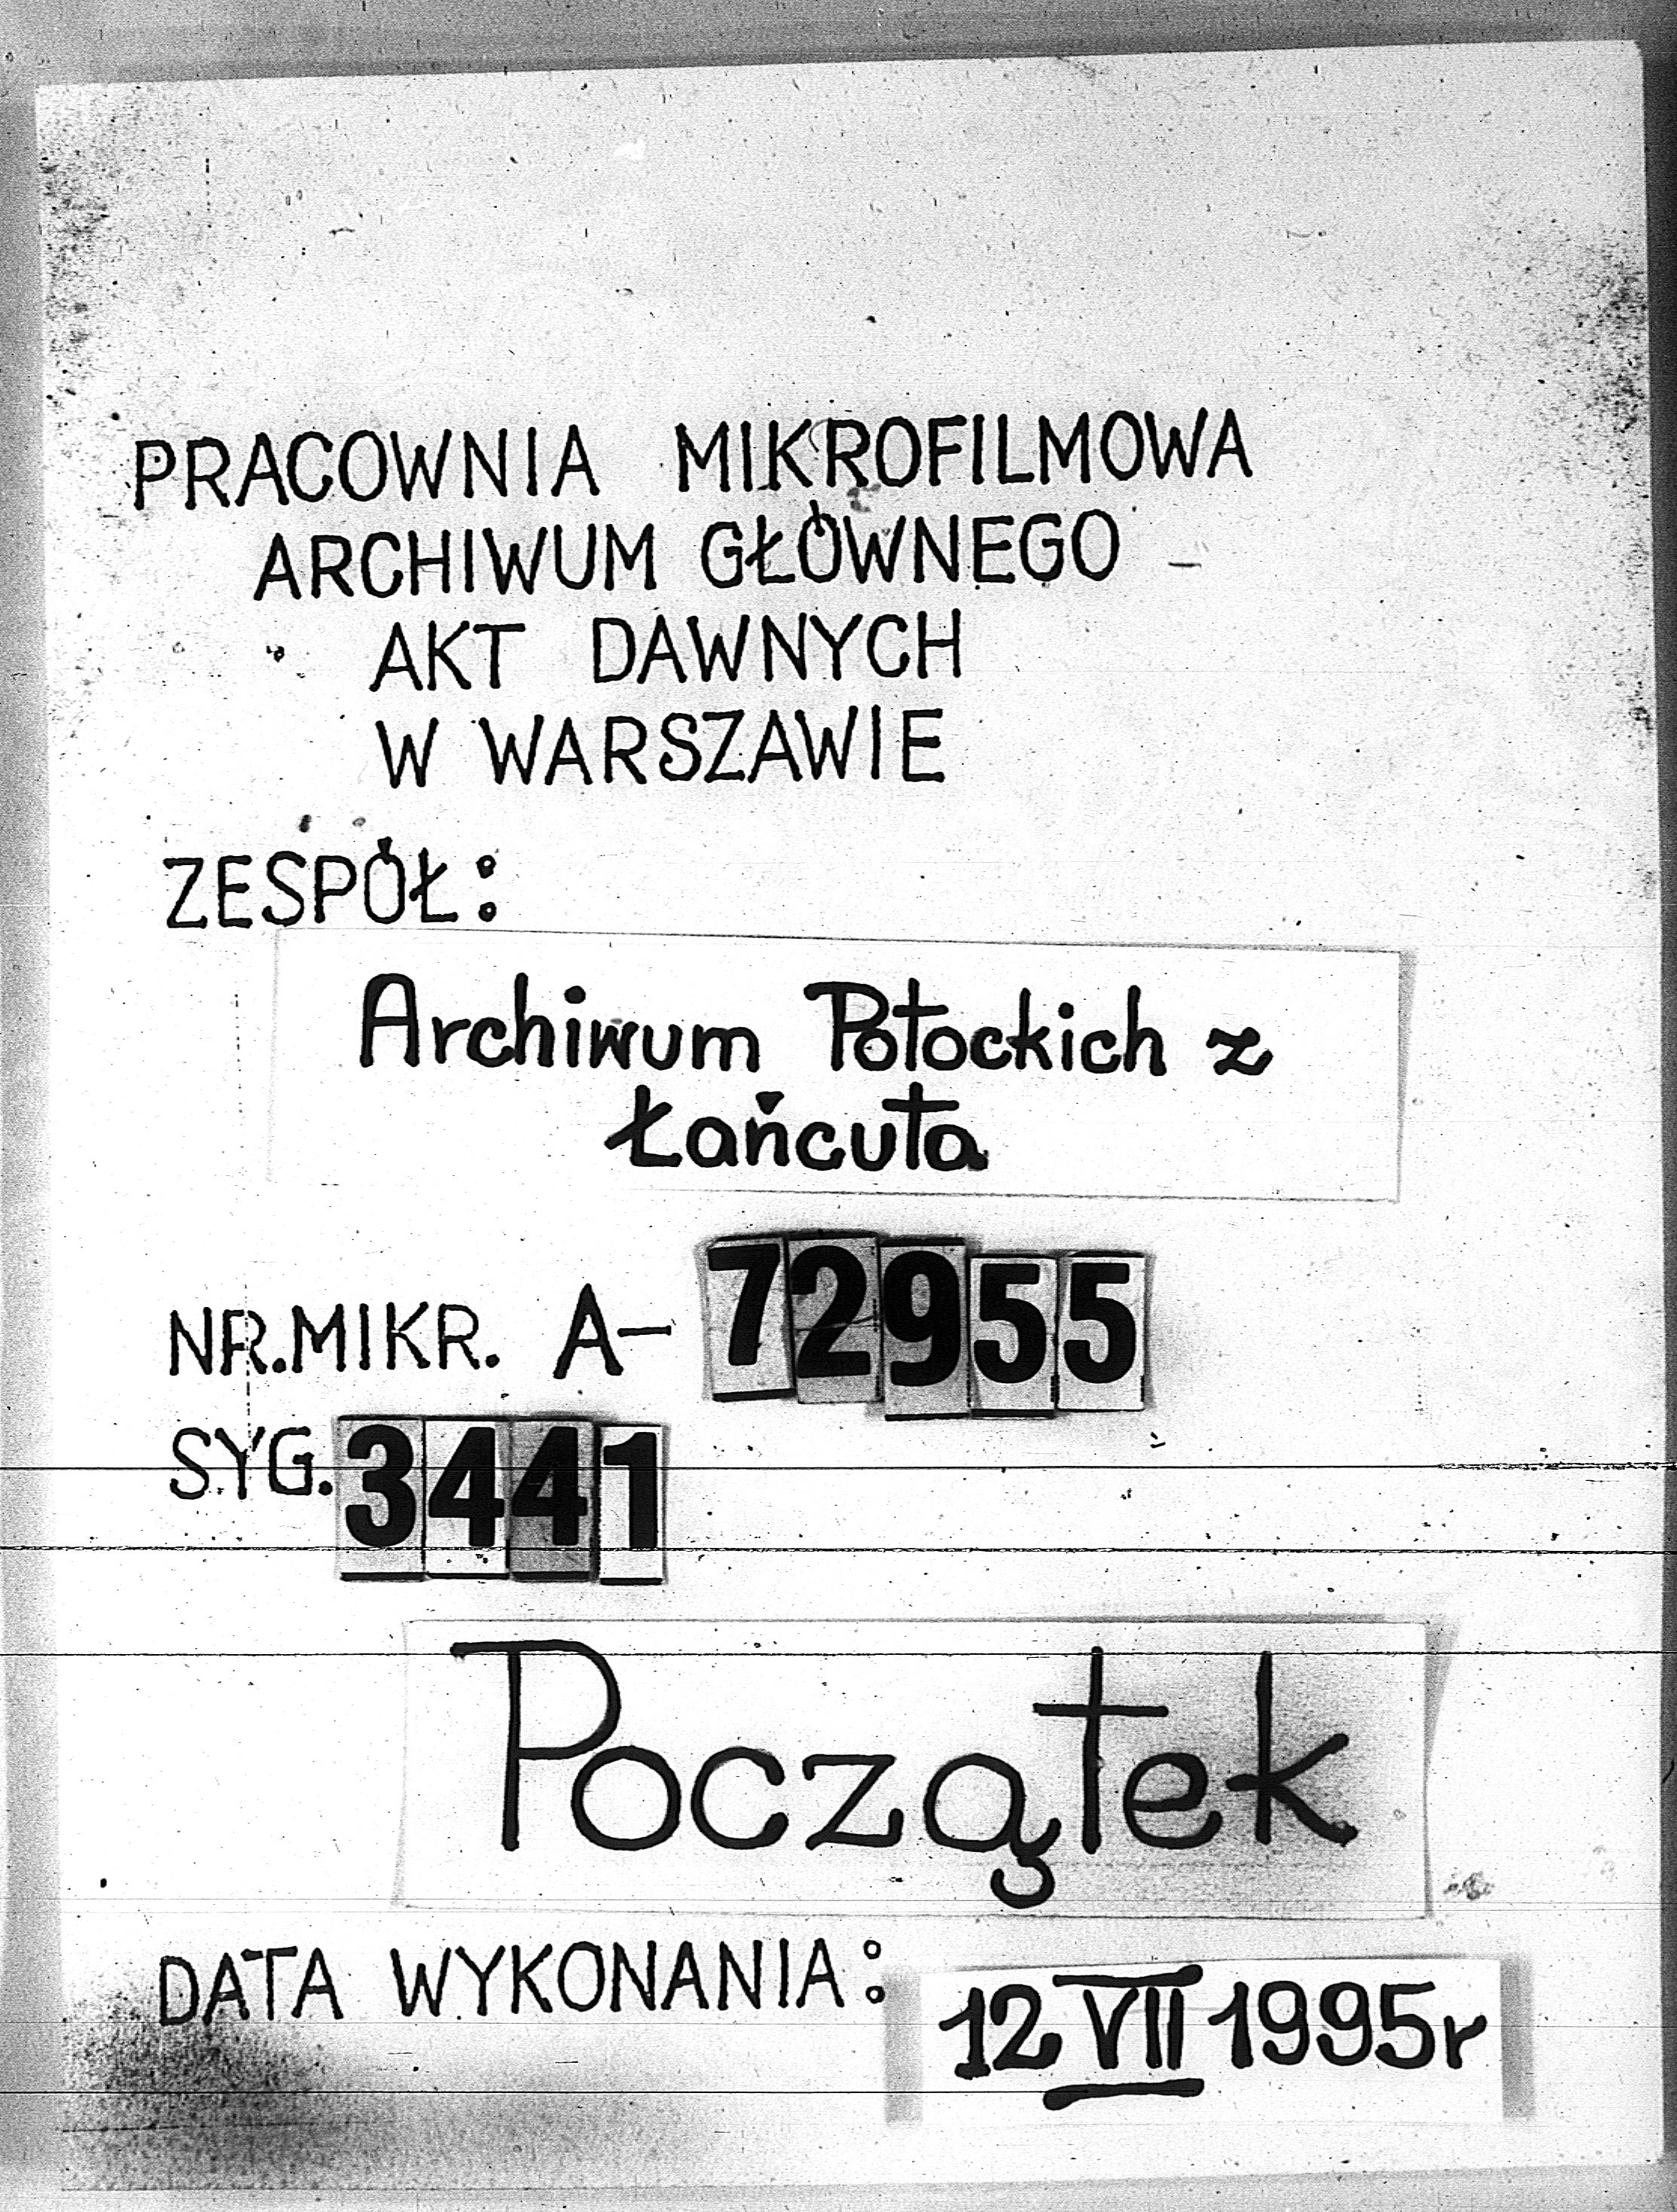 PRACOWNIA MIKROFILMOWA
ARCHIWUM GŁÓWNEGO
AKT DAWNYCH
W WARSZAWIE
ZESPÓŁ:
Archiwum Potockich z
Łańcuta
NR.MIKR. A-72955
SYG. 3441
Początek
DATA WYKONANIA: 12 VII 1995r